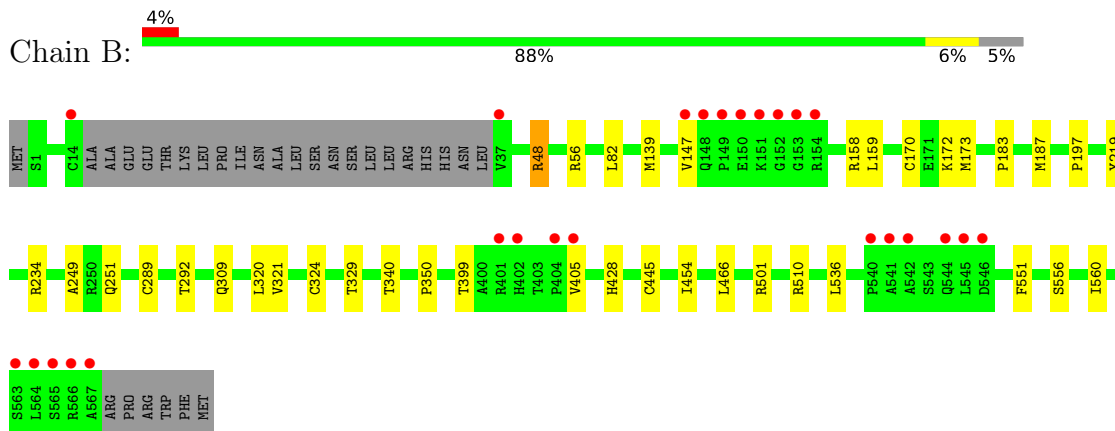 4%
Chain B:
88% 6% 5%
MET S1 C14 ALA ALA GLU GLU THR LYS LEU PRO ILE ASN ALA LEU SER ASN SER LEU LEU ARG HIS HIS ASN LEU V37 R48 R56 L82 M139 V147 Q148 P149 E150 K151 G152 G153 R154 R158 L159 C170 E171 K172 M173 P183 M187 P197
R234 A249 R250 Q251 C289 T292 Q309 L320 V321 C324 T329 T340 P350 T399 A400 R401 H402 T403 P404 V405 H428 C445 I454 L466 R501 R510 L536 P540 A541 A542 S543 Q544 L545 D546 F551 S556 I560
S563 L564 S565 R566 A567 ARG PRO ARG TRP PHE MET